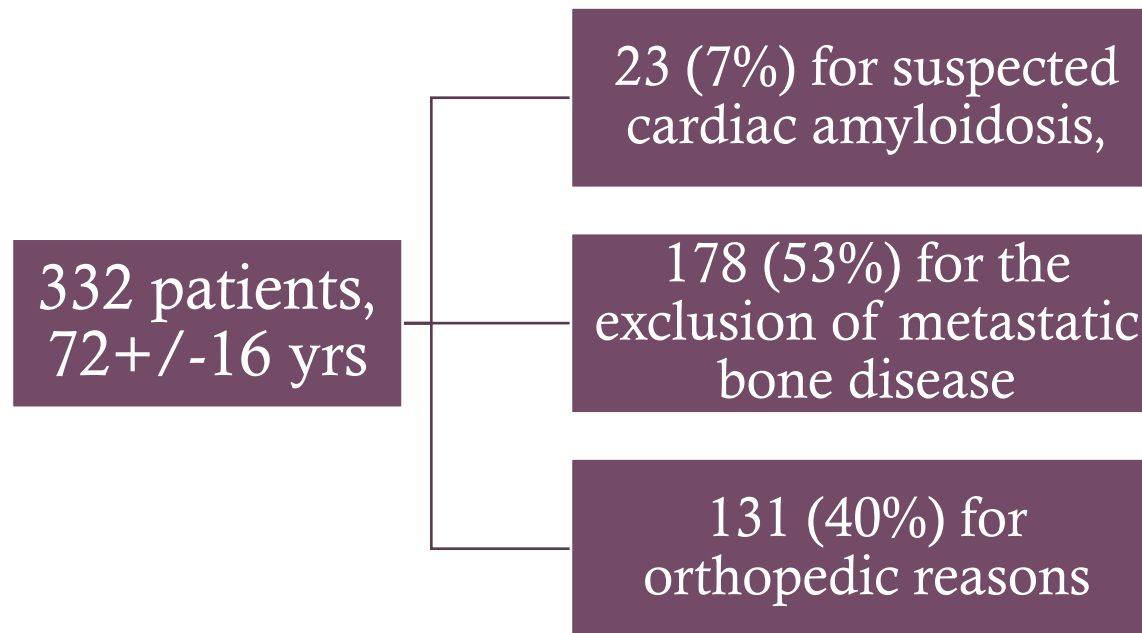 332 patients,
72+/-16 yrs
23 (7%) for suspected
cardiac amyloidosis,
178 (53%) for the
exclusion of metastatic
bone disease
131 (40%) for
orthopedic reasons